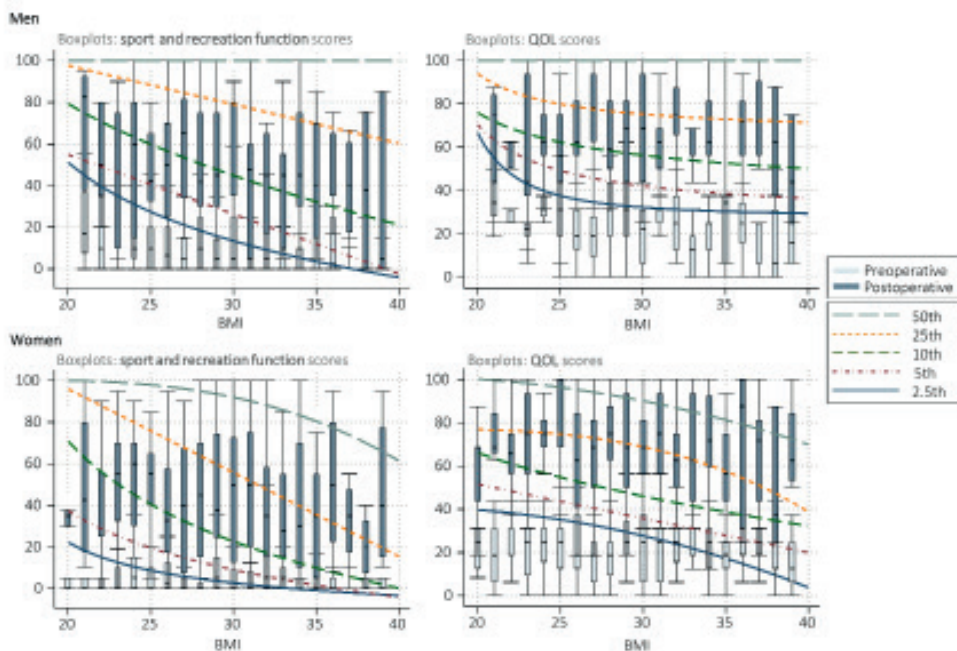 Men
Boxplots: sport and recreation function scores
100
80
60
40
20
0
20 25 30 35 40
BMI
Boxplots: QOL scores
100
80
60
40
20
0
20 25 30 35 40
BMI
Preoperative
Postoperative
50th
25th
10th
5th
2.5th
Women
Boxplots: sport and recreation function scores
100
80
60
40
20
0
20 25 30 35 40
BMI
Boxplots: QOL scores
100
80
60
40
20
0
20 25 30 35 40
BMI